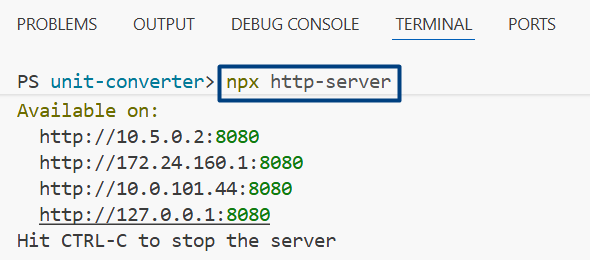 PROBLEMS OUTPUT DEBUG CONSOLE TERMINAL PORTS
PS unit-converter> npx http-server
Available on:
http://10.5.0.2:8080
http://172.24.160.1:8080
http://10.0.101.44:8080
http://127.0.0.1:8080
Hit CTRL-C to stop the server